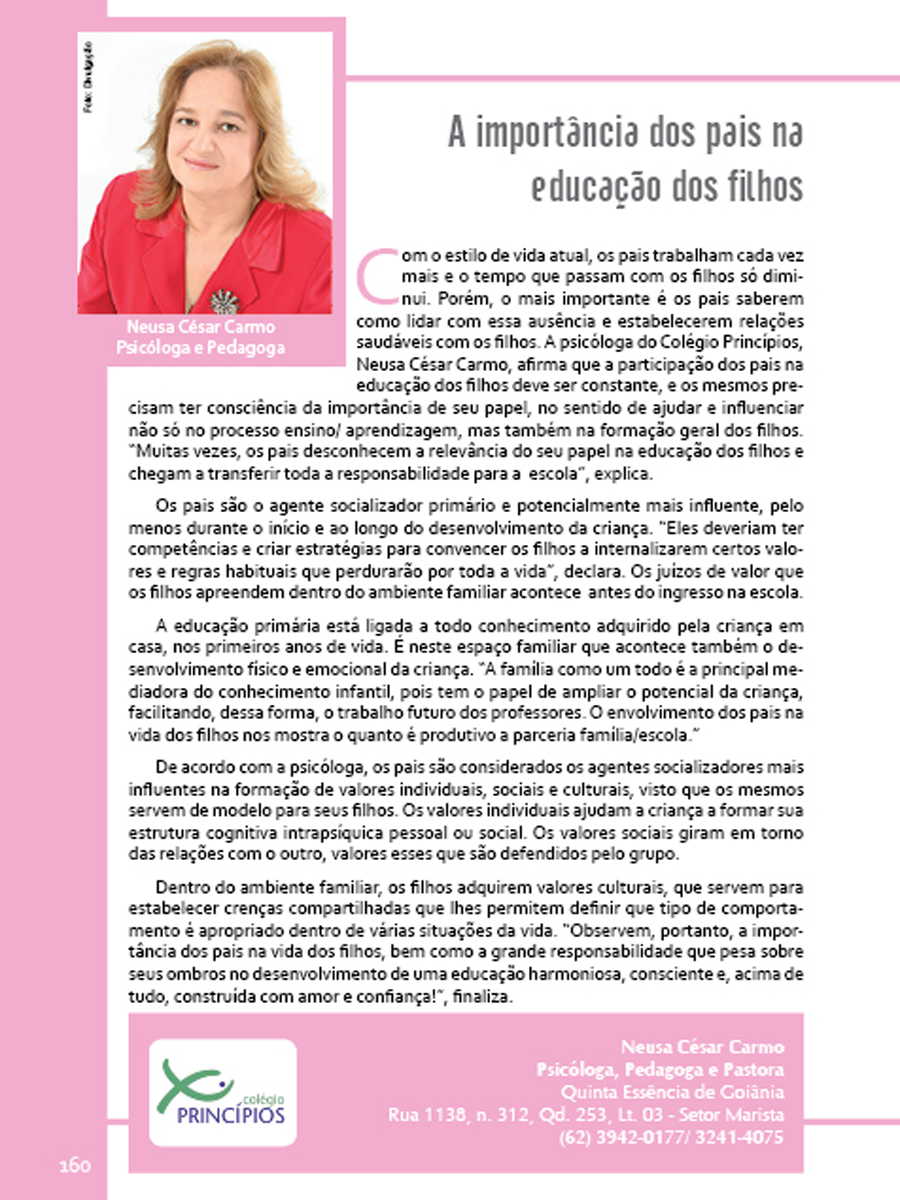 Foto: Divulgação
Neusa César Carmo
Psicóloga e Pedagoga
A importância dos pais na
educação dos filhos
Com o estilo de vida atual, os pais trabalham cada vez
mais e o tempo que passam com os filhos só dimi-
nui. Porém, o mais importante é os pais saberem
como lidar com essa ausência e estabelecerem relações
saudáveis com os filhos. A psicóloga do Colégio Princípios,
Neusa César Carmo, afirma que a participação dos pais na
educação dos filhos deve ser constante, e os mesmos pre-
cisam ter consciência da importância de seu papel, no sentido de ajudar e influenciar
não só no processo ensino/ aprendizagem, mas também na formação geral dos filhos.
“Muitas vezes, os pais desconhecem a relevância do seu papel na educação dos filhos e
chegam a transferir toda a responsabilidade para a escola”, explica.
Os pais são o agente socializador primário e potencialmente mais influente, pelo
menos durante o início e ao longo do desenvolvimento da criança. “Eles deveriam ter
competências e criar estratégias para convencer os filhos a internalizarem certos valo-
res e regras habituais que perdurarão por toda a vida”, declara. Os juízos de valor que
os filhos apreendem dentro do ambiente familiar acontece antes do ingresso na escola.
A educação primária está ligada a todo conhecimento adquirido pela criança em
casa, nos primeiros anos de vida. É neste espaço familiar que acontece também o de-
senvolvimento físico e emocional da criança. “A família como um todo é a principal me-
diadora do conhecimento infantil, pois tem o papel de ampliar o potencial da criança,
facilitando, dessa forma, o trabalho futuro dos professores. O envolvimento dos pais na
vida dos filhos nos mostra o quanto é produtivo a parceria família/escola.”
De acordo com a psicóloga, os pais são considerados os agentes socializadores mais
influentes na formação de valores individuais, sociais e culturais, visto que os mesmos
servem de modelo para seus filhos. Os valores individuais ajudam a criança a formar sua
estrutura cognitiva intrapsíquica pessoal ou social. Os valores sociais giram em torno
das relações com o outro, valores esses que são defendidos pelo grupo.
Dentro do ambiente familiar, os filhos adquirem valores culturais, que servem para
estabelecer crenças compartilhadas que lhes permitem definir que tipo de comporta-
mento é apropriado dentro de várias situações da vida. “Observem, portanto, a impor-
tância dos pais na vida dos filhos, bem como a grande responsabilidade que pesa sobre
seus ombros no desenvolvimento de uma educação harmoniosa, consciente e, acima de
tudo, construída com amor e confiança!”, finaliza.
colégio
PRINCÍPIOS
Neusa César Carmo
Psicóloga, Pedagoga e Pastora
Quinta Essência de Goiânia
Rua 1138, n. 312, Qd. 253, Lt. 03 - Setor Marista
(62) 3942-0177/ 3241-4075
160